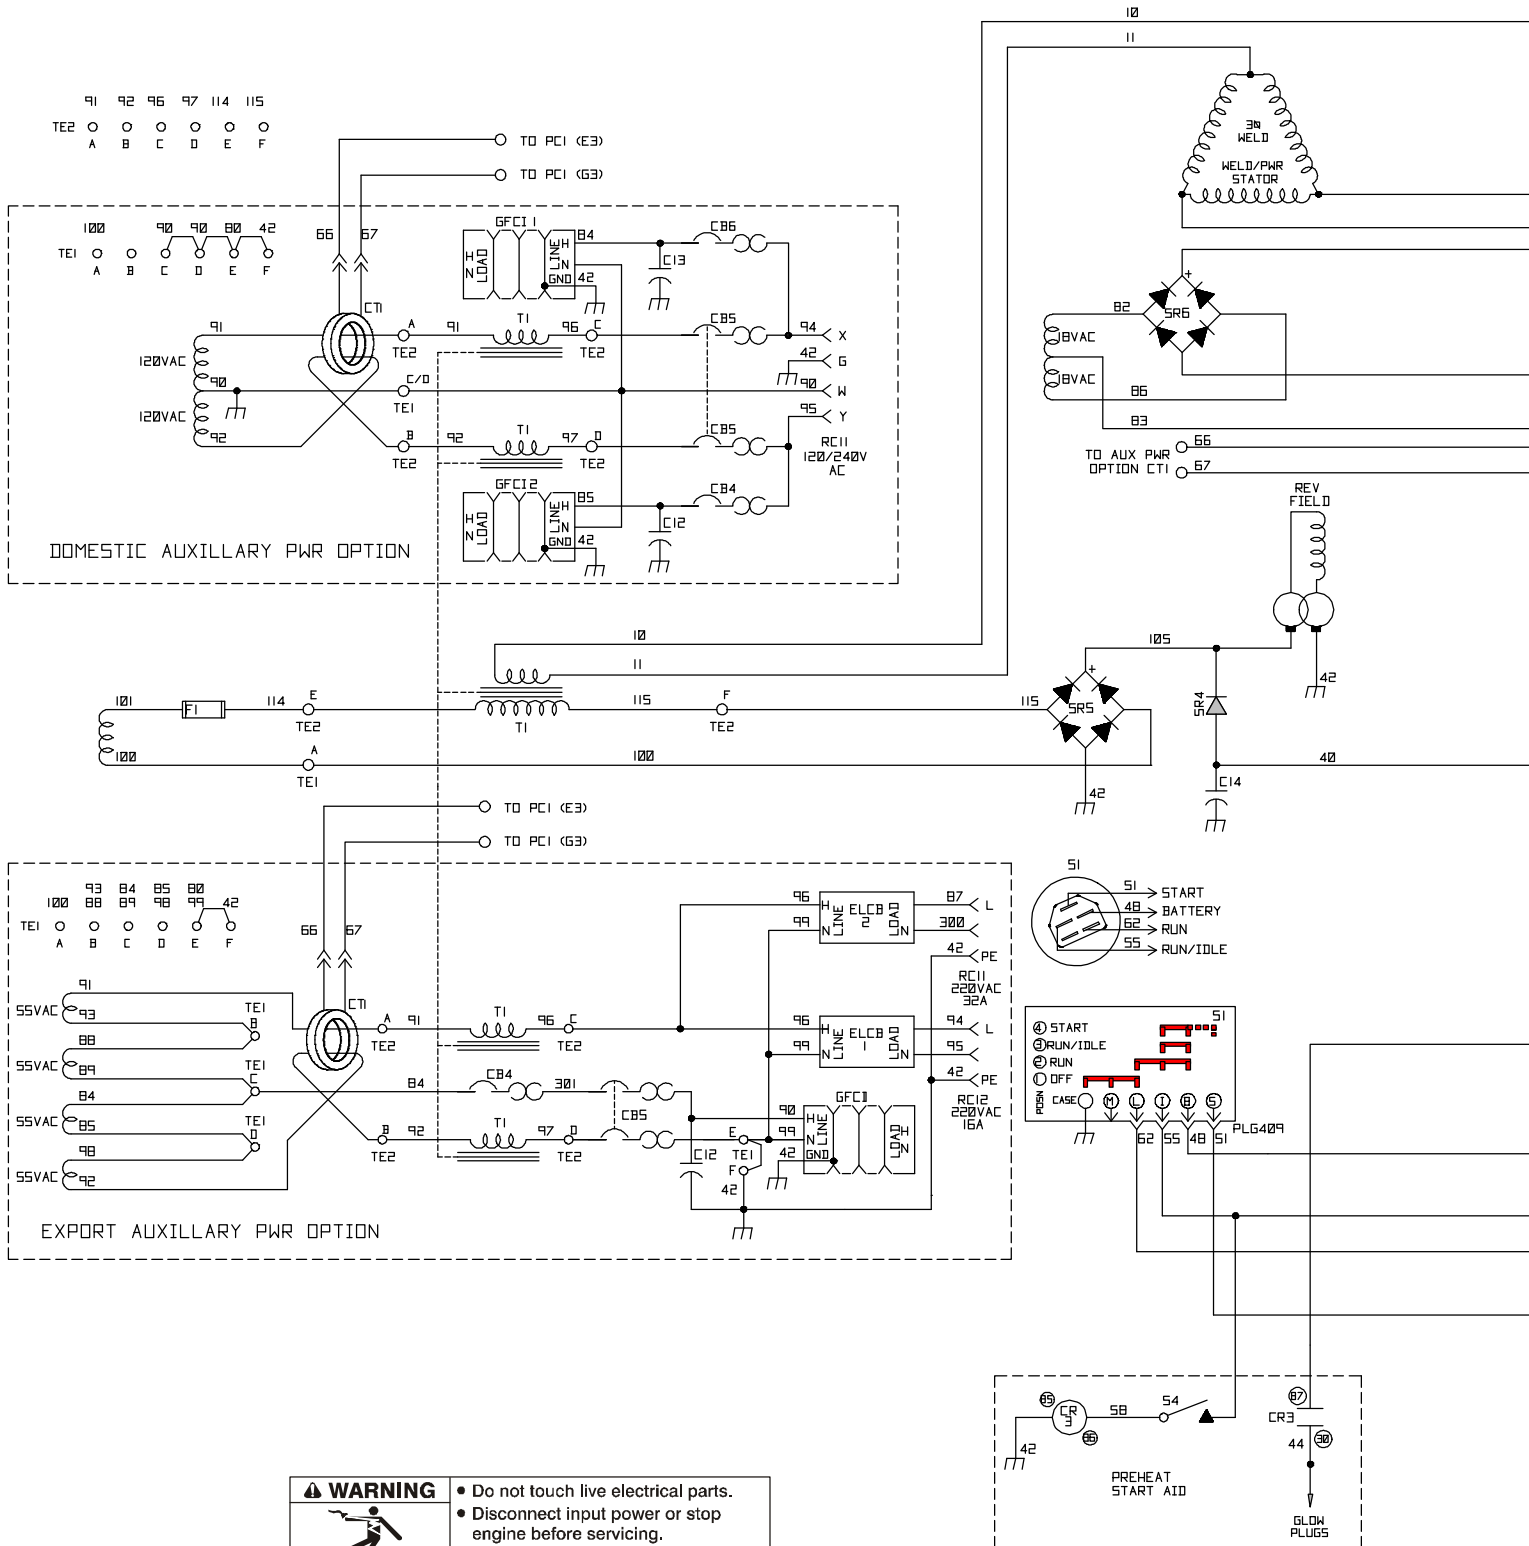 10
11
91 92 96 97 114 115
TE2
A B C D E F
TO PC1 (E3)
TO PC1 (G3)
3Ø
WELD
WELD/PWR
STATOR
100 90 90 80 42
TE1
A B C D E F
66 67
GFCI1
H
N
LOAD
LINE
H
N
GND
84
42
C13
CB6
CT1
91
A
TE2
91
T1
96
C
TE2
CB5
94 X
42 G
90 W
95 Y
120VAC
90
C/D
TE1
120VAC
92
B
TE2
92
T1
97
D
TE2
CB5
RC11
120/240V
AC
GFCI2
H
N
LOAD
LINE
H
N
GND
85
42
C12
CB4
DOMESTIC AUXILLARY PWR OPTION
+
82
SR6
18VAC
18VAC
86
83
TO AUX PWR
OPTION CT1
66
67
REV
FIELD
10
11
105
42
101
F1
114
E
TE2
T1
115
F
TE2
115
+
SR5
SR4
100
A
TE1
100
42
40
C14
TO PC1 (E3)
TO PC1 (G3)
93 84 85 80
100 88 89 98 99 42
TE1
A B C D E F
66 67
96
99
H
N
LINE
ELCB
2
LOAD
L
N
87 L
300
42 PE
RC11
220VAC
32A
91
55VAC
93
TE1
B
88
55VAC
89
TE1
C
84
55VAC
85
TE1
D
98
55VAC
92
CT1
A
TE2
91
T1
96
C
TE2
96
99
H
N
LINE
ELCB
1
LOAD
L
N
94 L
95
42 PE
RC12
220VAC
16A
84
CB4
301
CB5
B
TE2
92
T1
97
D
TE2
C12
E
TE1
F
42
GFCI1
90
99
42
H
N
GND
LINE
LOAD
H
N
EXPORT AUXILLARY PWR OPTION
S1
51 START
48 BATTERY
62 RUN
55 RUN/IDLE
S1
4 START
3 RUN/IDLE
2 RUN
1 OFF
POSN
CASE M L I B S
PLG409
62 55 48 51
85
CR
3
86
58
S4
42
87
CR3
44
30
PREHEAT
START AID
GLOW
PLUGS
WARNING
• Do not touch live electrical parts.
• Disconnect input power or stop
engine before servicing.